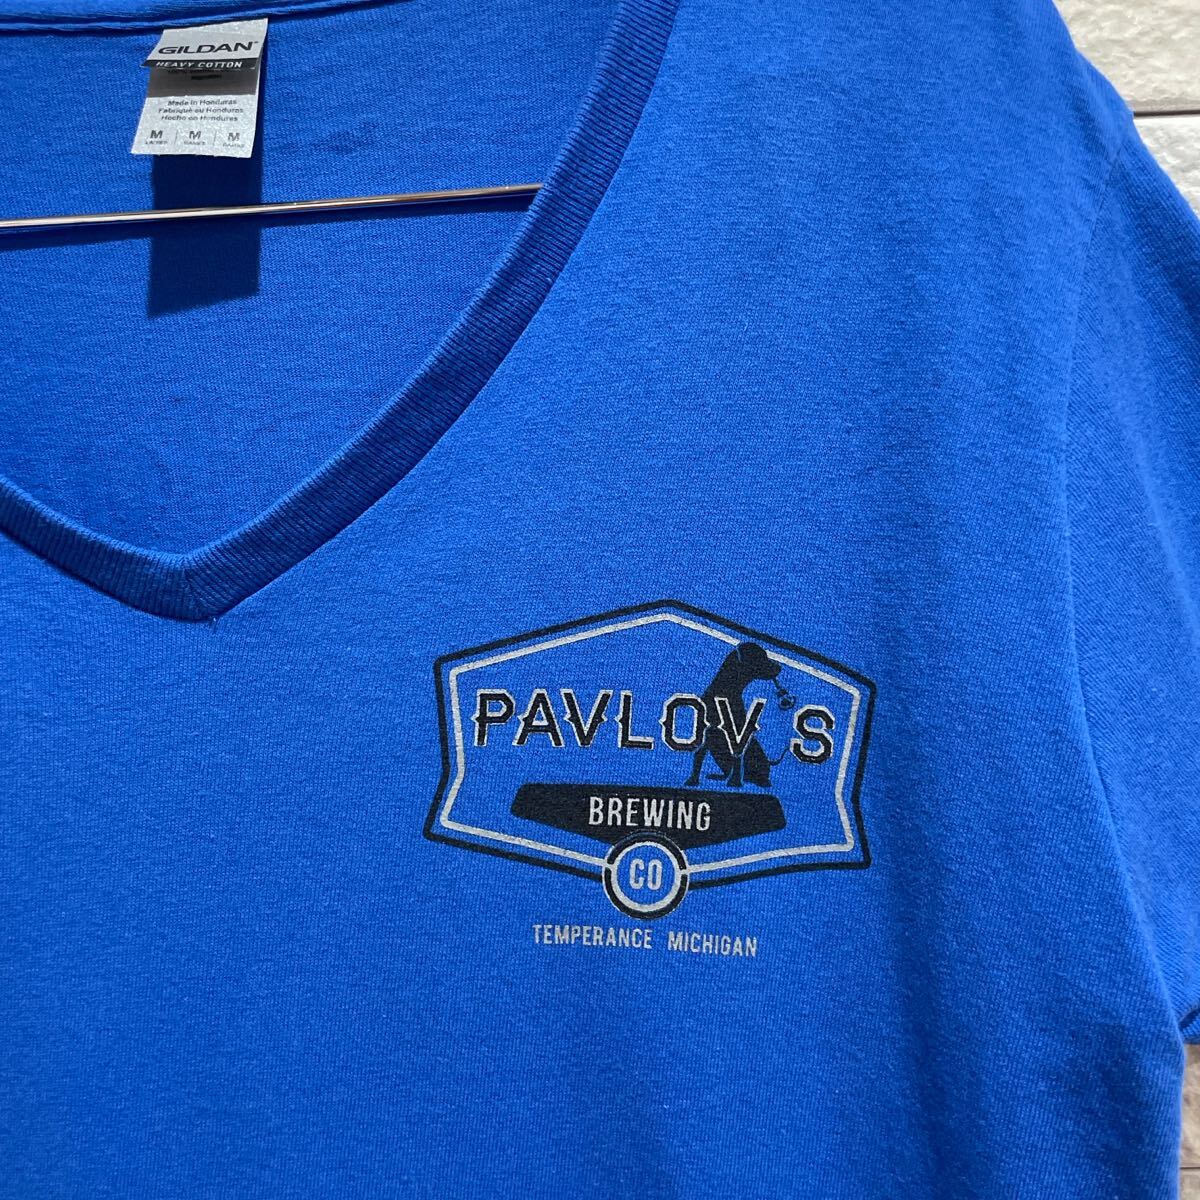 GILDAN
HEAVY COTTON
Made in Honduras
Fabriqué au Honduras
Hecho en Honduras
M M M
PAVLOV'S
BREWING
CO
TEMPERANCE MICHIGAN